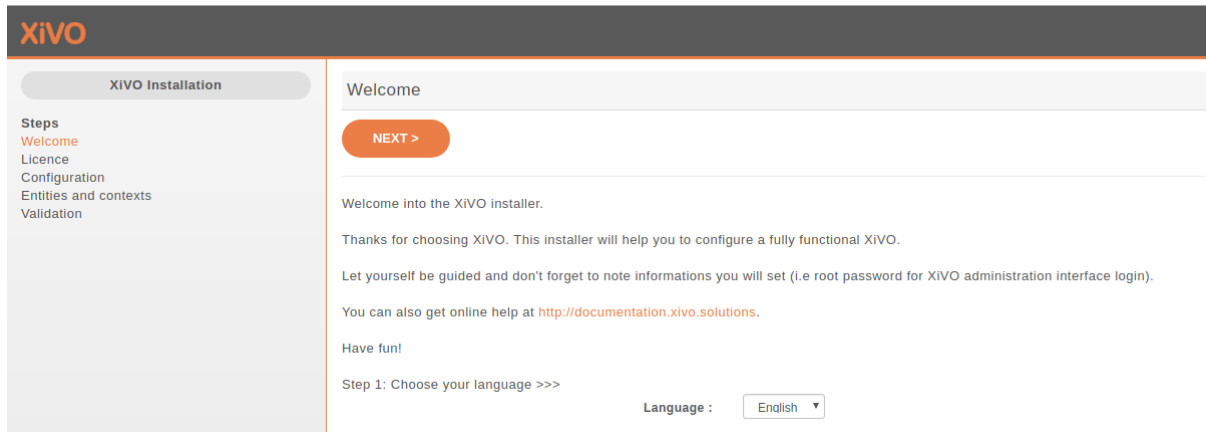 XiVO
XiVO Installation
Steps
Welcome
Licence
Configuration
Entities and contexts
Validation
Welcome
NEXT >
Welcome into the XiVO installer.
Thanks for choosing XiVO. This installer will help you to configure a fully functional XiVO.
Let yourself be guided and don't forget to note informations you will set (i.e root password for XiVO administration interface login).
You can also get online help at http://documentation.xivo.solutions.
Have fun!
Step 1: Choose your language >>>
Language : English